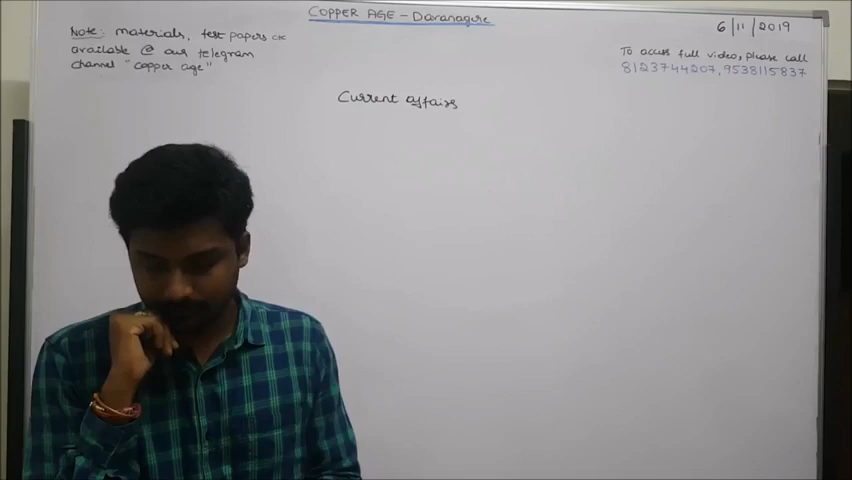 COPPER AGE - Davanagere
6/11/2019
Note: materials, test papers etc
available @ our telegram
channel "copper age"
To access full video, please call
8123744207, 9538115837
Current affairs